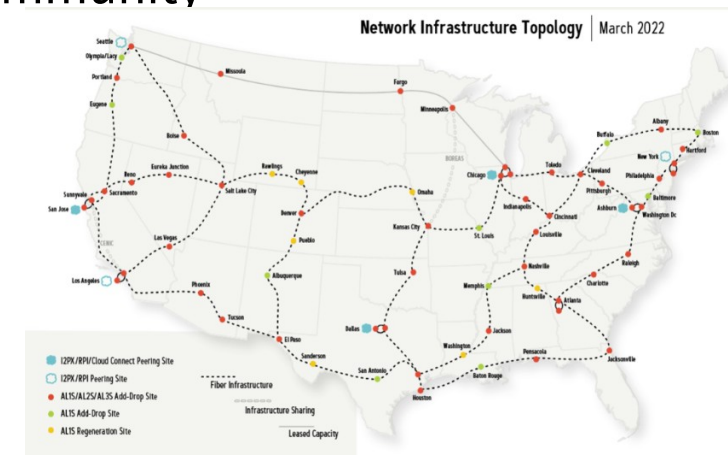 mmunity
Network Infrastructure Topology | March 2022
Seattle
Olympia/Lacy
Portland
Eugene
Missoula
Fargo
Minneapolis
Boise
BOREAS
Albany
Buffalo
Boston
Hartford
New York
Chicago
Toledo
Cleveland
Pittsburgh
Philadelphia
Baltimore
Ashburn
Washington Dc
Reno
Eureka Junction
Rawlings
Cheyenne
Salt Lake City
Omaha
Sunnyvale
Sacramento
San Jose
Denver
Indianapolis
Cincinnati
Kansas City
St. Louis
Louisville
CENIC
Las Vegas
Pueblo
Raleigh
Los Angeles
Albuquerque
Tulsa
Nashville
Charlotte
Phoenix
Memphis
Huntsville
Atlanta
Tucson
Dallas
Jackson
El Paso
Washington
Sanderson
San Antonio
Houston
Baton Rouge
Pensacola
Jacksonville
I2PX/RPI/Cloud Connect Peering Site
I2PX/RPI Peering Site
AL1S/AL2S/AL3S Add-Drop Site
AL1S Add-Drop Site
AL1S Regeneration Site
Fiber Infrastructure
Infrastructure Sharing
Leased Capacity